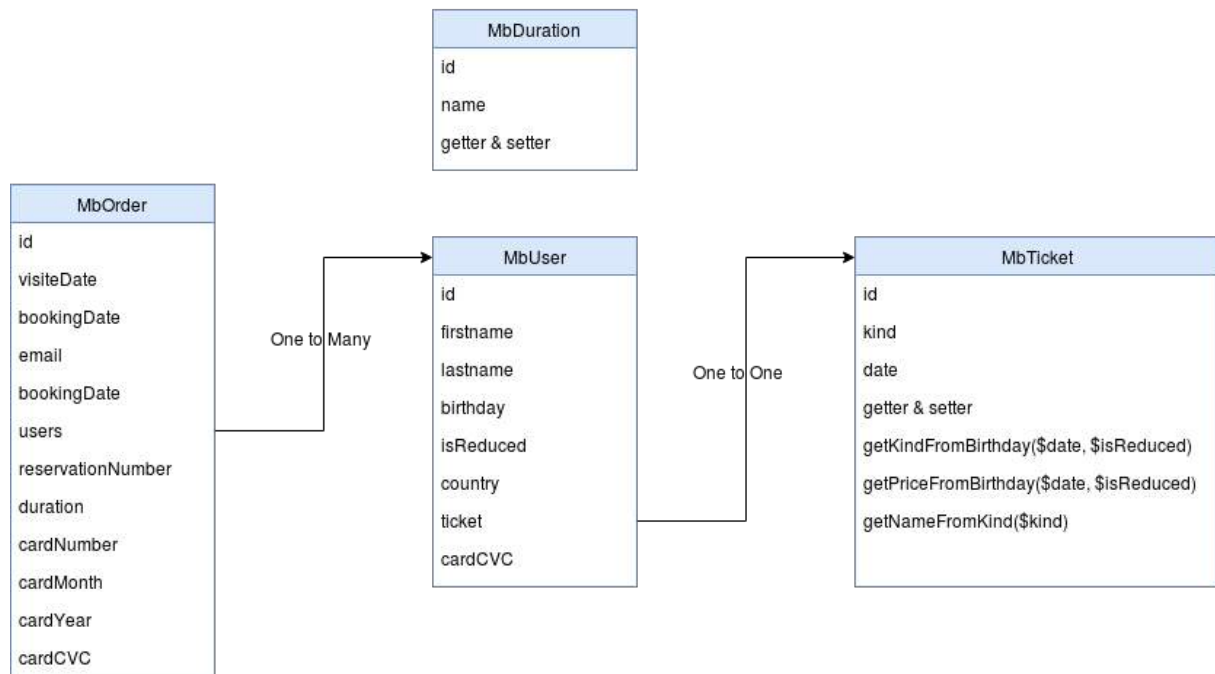 MbDuration
id
name
getter & setter
MbOrder
id
visiteDate
bookingDate
email
bookingDate
users
reservationNumber
duration
cardNumber
cardMonth
cardYear
cardCVC
One to Many
MbUser
id
firstname
lastname
birthday
isReduced
country
ticket
cardCVC
One to One
MbTicket
id
kind
date
getter & setter
getKindFromBirthday($date, $isReduced)
getPriceFromBirthday($date, $isReduced)
getNameFromKind($kind)